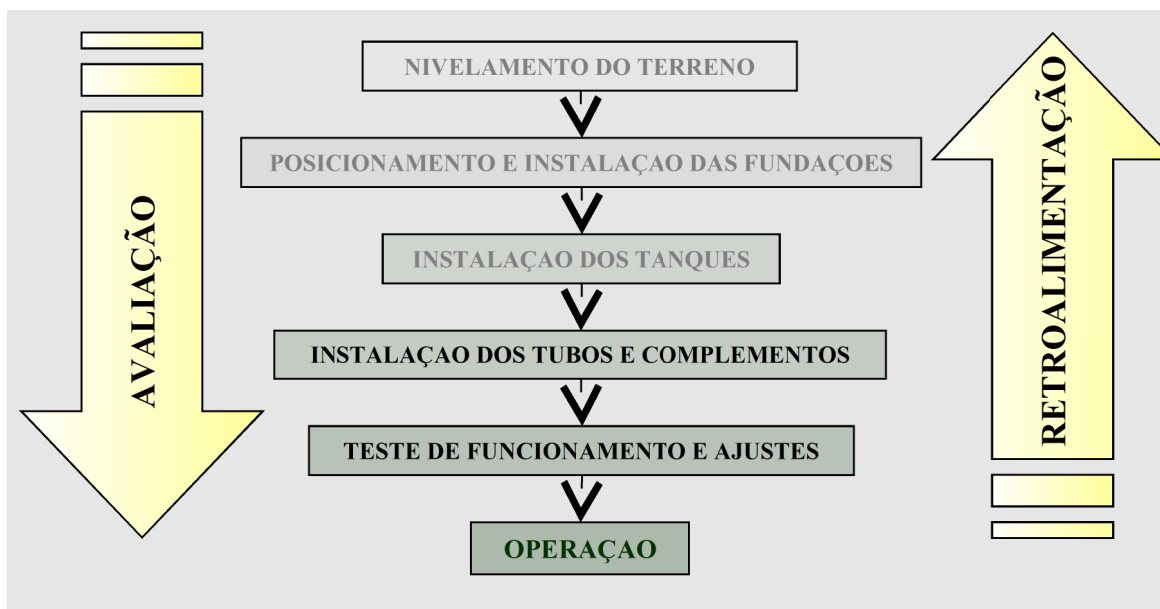 NIVELAMENTO DO TERRENO
POSICIONAMENTO E INSTALAÇAO DAS FUNDAÇOES
INSTALAÇAO DOS TANQUES
INSTALAÇAO DOS TUBOS E COMPLEMENTOS
TESTE DE FUNCIONAMENTO E AJUSTES
OPERAÇAO
AVALIAÇÃO
RETROALIMENTAÇÃO